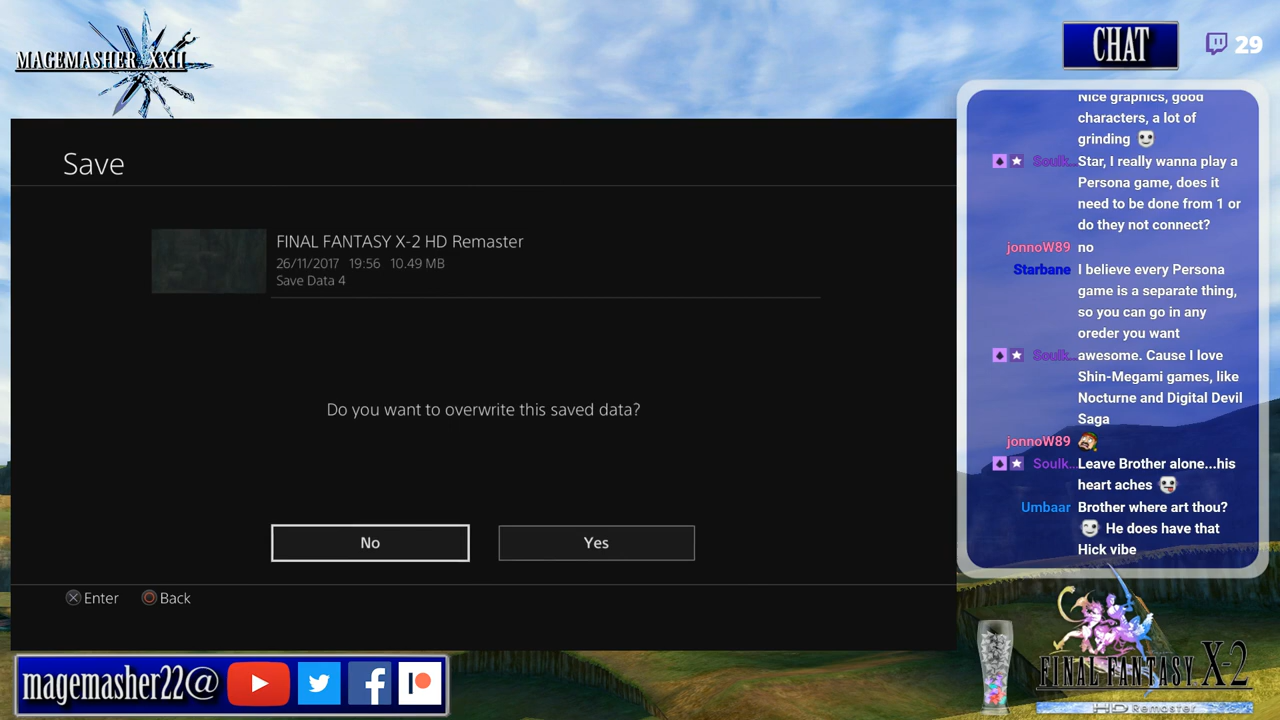 MAGEMASHER XXII
CHAT
29
Save
FINAL FANTASY X-2 HD Remaster
26/11/2017 19:56 10.49 MB
Save Data 4
Do you want to overwrite this saved data?
No
Yes
Enter
Back
Nice graphics, good
characters, a lot of
grinding
Soulk... Star, I really wanna play a
Persona game, does it
need to be done from 1 or
do they not connect?
jonnoW89 no
Starbane I believe every Persona
game is a separate thing,
so you can go in any
oreder you want
Soulk... awesome. Cause I love
Shin-Megami games, like
Nocturne and Digital Devil
Saga
jonnoW89
Soulk... Leave Brother alone...his
heart aches
Umbaar Brother where art thou?
He does have that
Hick vibe
magemasher22@
FINAL FANTASY X-2
HD Remaster